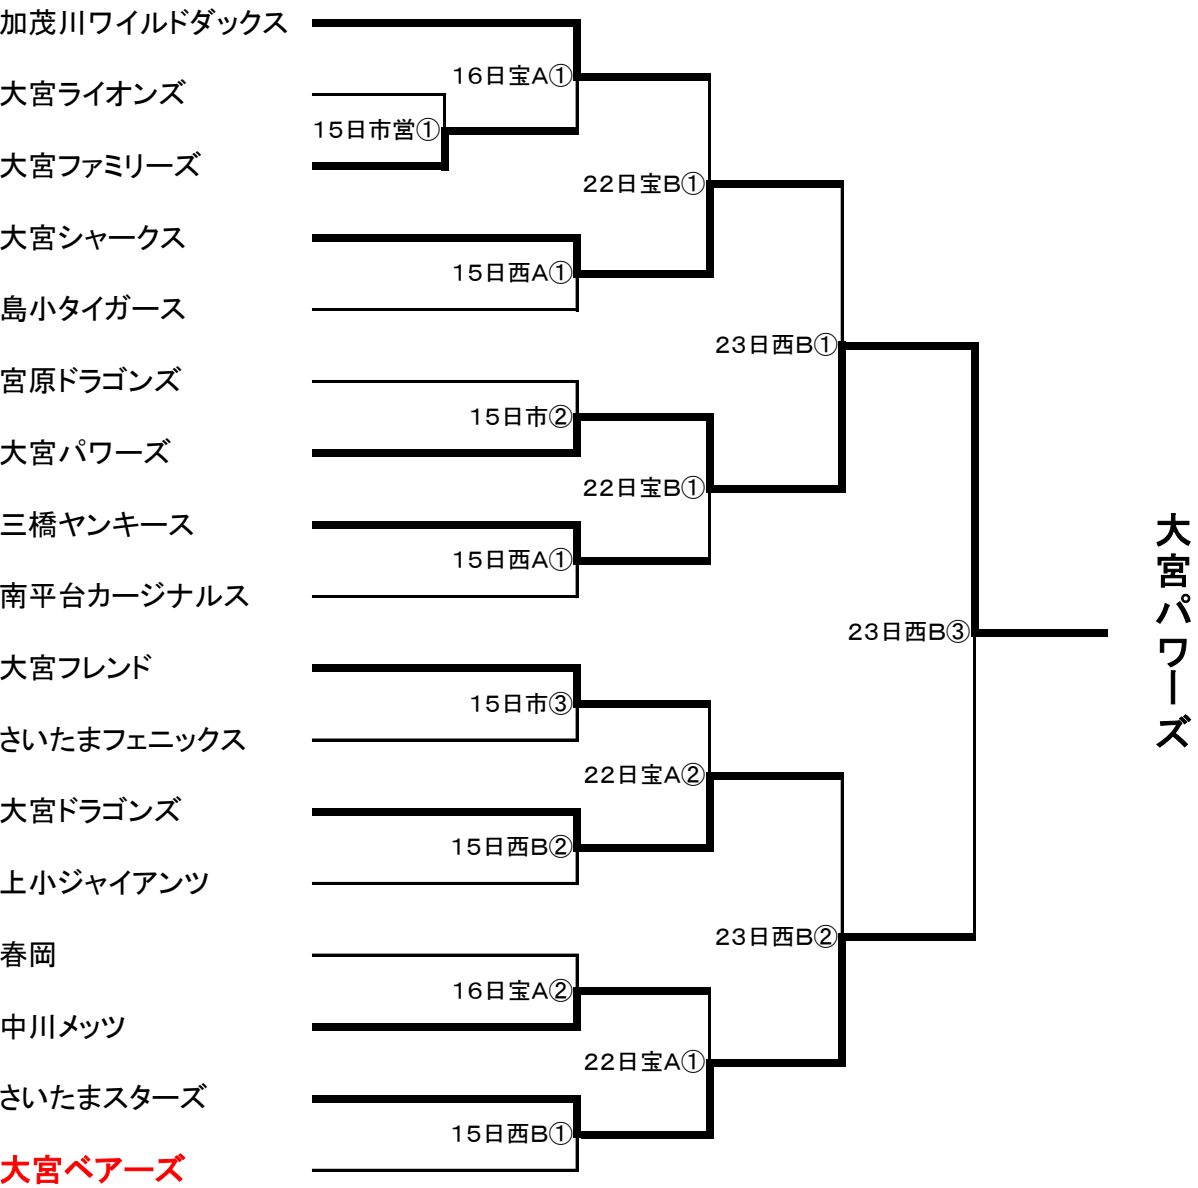 加茂川ワイルドダックス
16日宝A①
大宮ライオンズ
15日市営①
大宮ファミリーズ
22日宝B①
大宮シャークス
15日西A①
島小タイガース
23日西B①
宮原ドラゴンズ
15日市②
大宮パワーズ
22日宝B①
三橋ヤンキース
15日西A①
南平台カージナルス
23日西B③
大宮パワーズ
大宮フレンド
15日市③
さいたまフェニックス
22日宝A②
大宮ドラゴンズ
15日西B②
上小ジャイアンツ
23日西B②
春岡
16日宝A②
中川メッツ
22日宝A①
さいたまスターズ
15日西B①
大宮ベアーズ